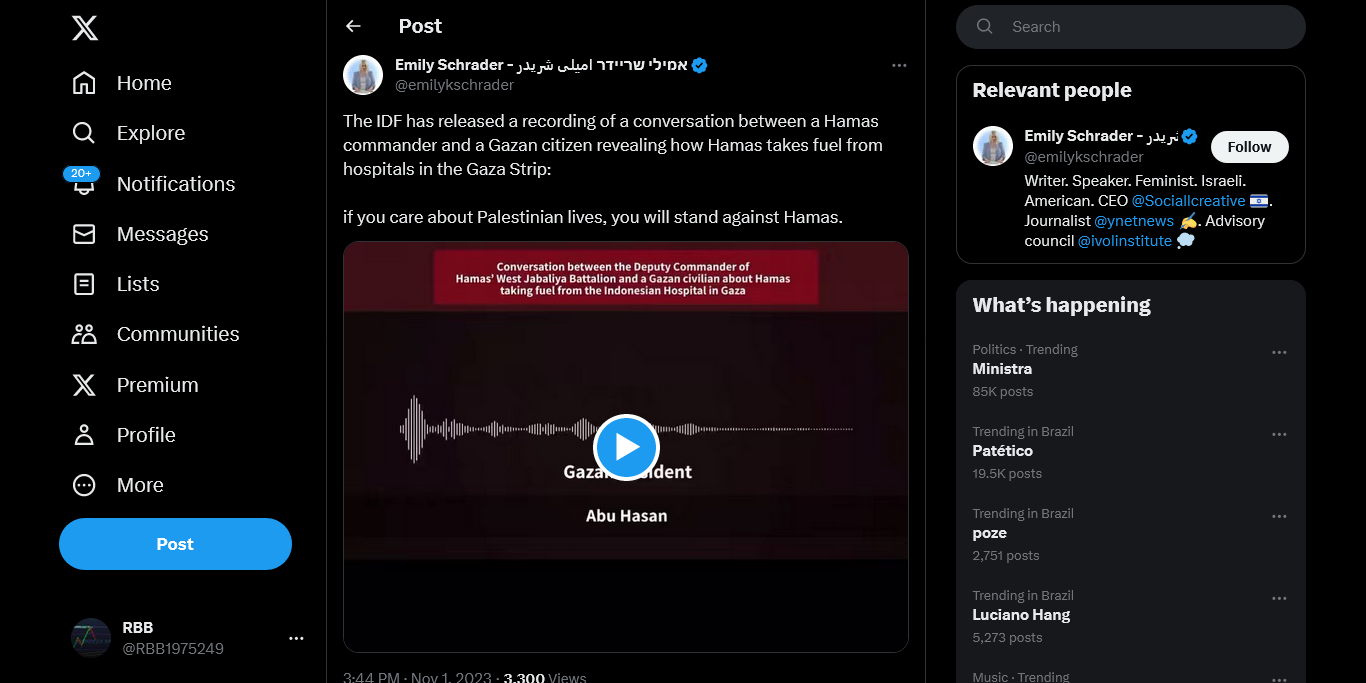 Home
Explore
20+
Notifications
Messages
Lists
Communities
Premium
Profile
More
Post
RBB
@RBB1975249
Post
Emily Schrader - אמילי שריידר امیلی شریدر
@emilykschrader
The IDF has released a recording of a conversation between a Hamas
commander and a Gazan citizen revealing how Hamas takes fuel from
hospitals in the Gaza Strip:
if you care about Palestinian lives, you will stand against Hamas.
Conversation between the Deputy Commander of
Hamas' West Jabaliya Battalion and a Gazan civilian about Hamas
taking fuel from the Indonesian Hospital in Gaza
Abu Hasan
3:44 PM · Nov 1, 2023 · 3,300 Views
Search
Relevant people
Emily Schrader -
Follow
@emilykschrader
Writer. Speaker. Feminist. Israeli.
American. CEO @Sociallcreative 🇮🇱.
Journalist @ynetnews ✍️. Advisory
council @ivolinstitute 💭
What's happening
Politics · Trending
Ministra
85K posts
Trending in Brazil
Patético
19.5K posts
Trending in Brazil
poze
2,751 posts
Trending in Brazil
Luciano Hang
5,273 posts
Music · Trending